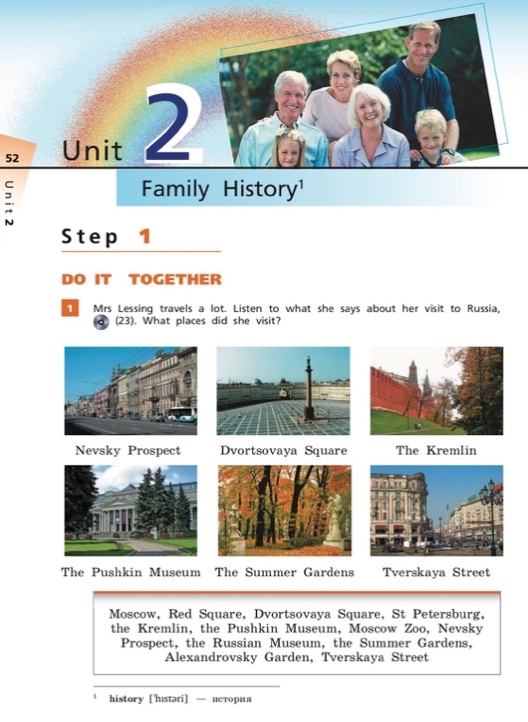 Unit 2
52
Unit 2
Family History¹
Step 1
DO IT TOGETHER
1 Mrs Lessing travels a lot. Listen to what she says about her visit to Russia,
(23). What places did she visit?
Nevsky Prospect Dvortsovaya Square The Kremlin
The Pushkin Museum The Summer Gardens Tverskaya Street
Moscow, Red Square, Dvortsovaya Square, St Petersburg,
the Kremlin, the Pushkin Museum, Moscow Zoo, Nevsky
Prospect, the Russian Museum, the Summer Gardens,
Alexandrovsky Garden, Tverskaya Street
¹ history [ˈhɪstəri] — история